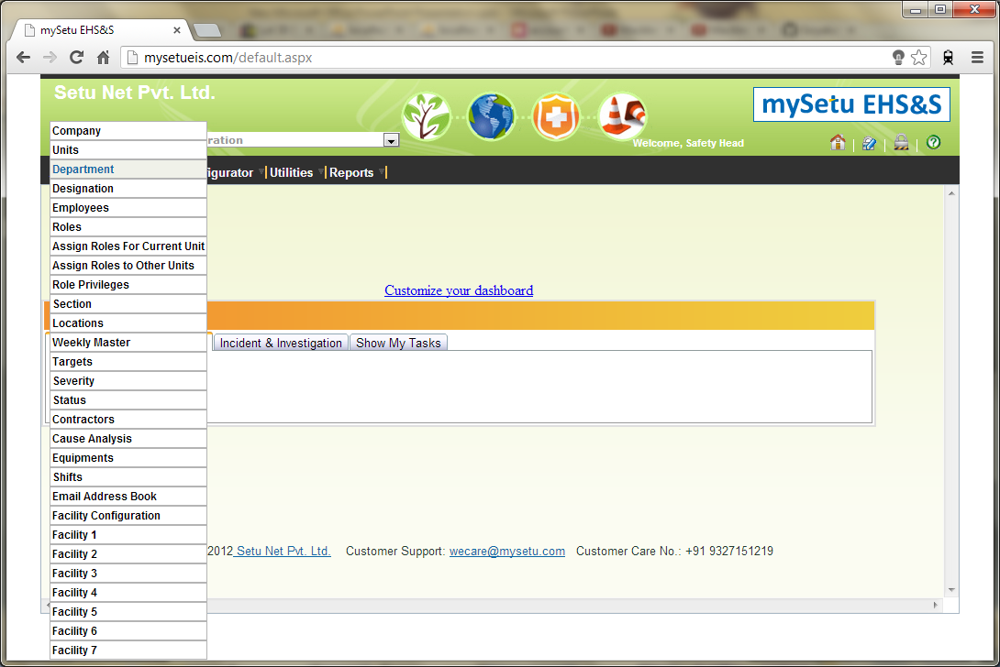 mySetu EHS&S
mysetueis.com/default.aspx
Setu Net Pvt. Ltd.
mySetu EHS&S
ration
Welcome, Safety Head
igurator
Utilities
Reports
Company
Units
Department
Designation
Employees
Roles
Assign Roles For Current Unit
Assign Roles to Other Units
Role Privileges
Section
Locations
Weekly Master
Targets
Severity
Status
Contractors
Cause Analysis
Equipments
Shifts
Email Address Book
Facility Configuration
Facility 1
Facility 2
Facility 3
Facility 4
Facility 5
Facility 6
Facility 7
Customize your dashboard
Incident & Investigation
Show My Tasks
2012 Setu Net Pvt. Ltd. Customer Support: wecare@mysetu.com Customer Care No.: +91 9327151219